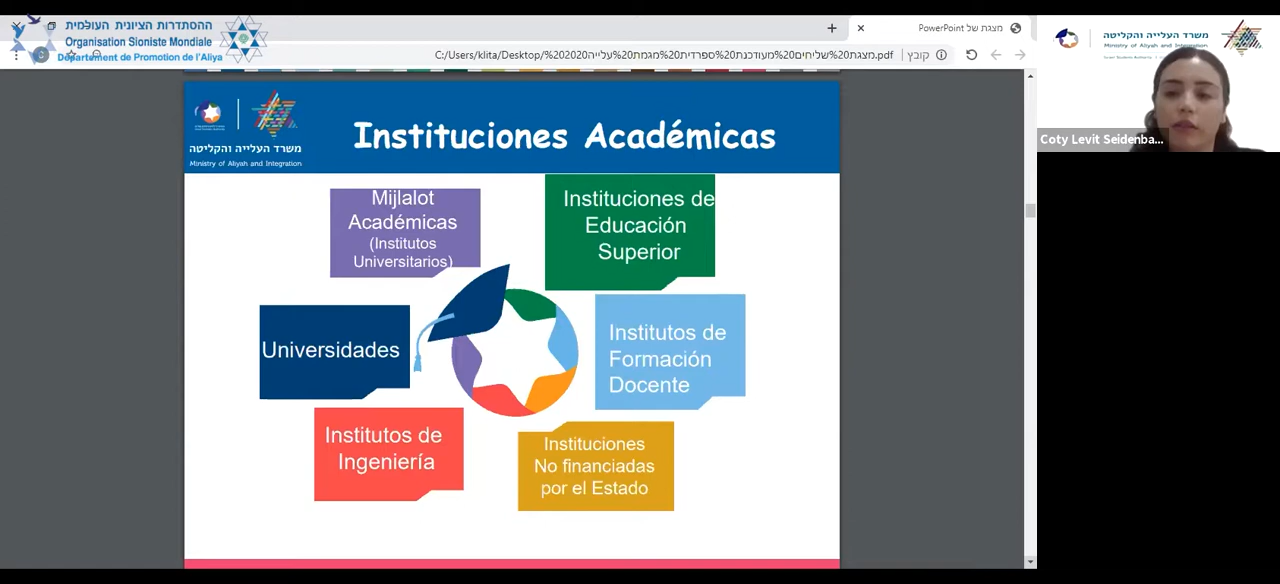 ההסתדרות הציונית העולמית
Organisation Sioniste Mondiale
Département de Promotion de l'Aliya
מצגת של PowerPoint
קובץ
C:/Users/klita/Desktop/%202020מצגת%20שליחים%20מעודכנת%20ספרדית%20מגמת%20עלייה.pdf
משרד העלייה והקליטה
Ministry of Aliyah and Integration
Coty Levit Seidenba...
משרד העלייה והקליטה
Ministry of Aliyah and Integration
Instituciones Académicas
Mijlalot
Académicas
(Institutos
Universitarios)
Instituciones de
Educación
Superior
Universidades
Institutos de
Formación
Docente
Institutos de
Ingeniería
Instituciones
No financiadas
por el Estado